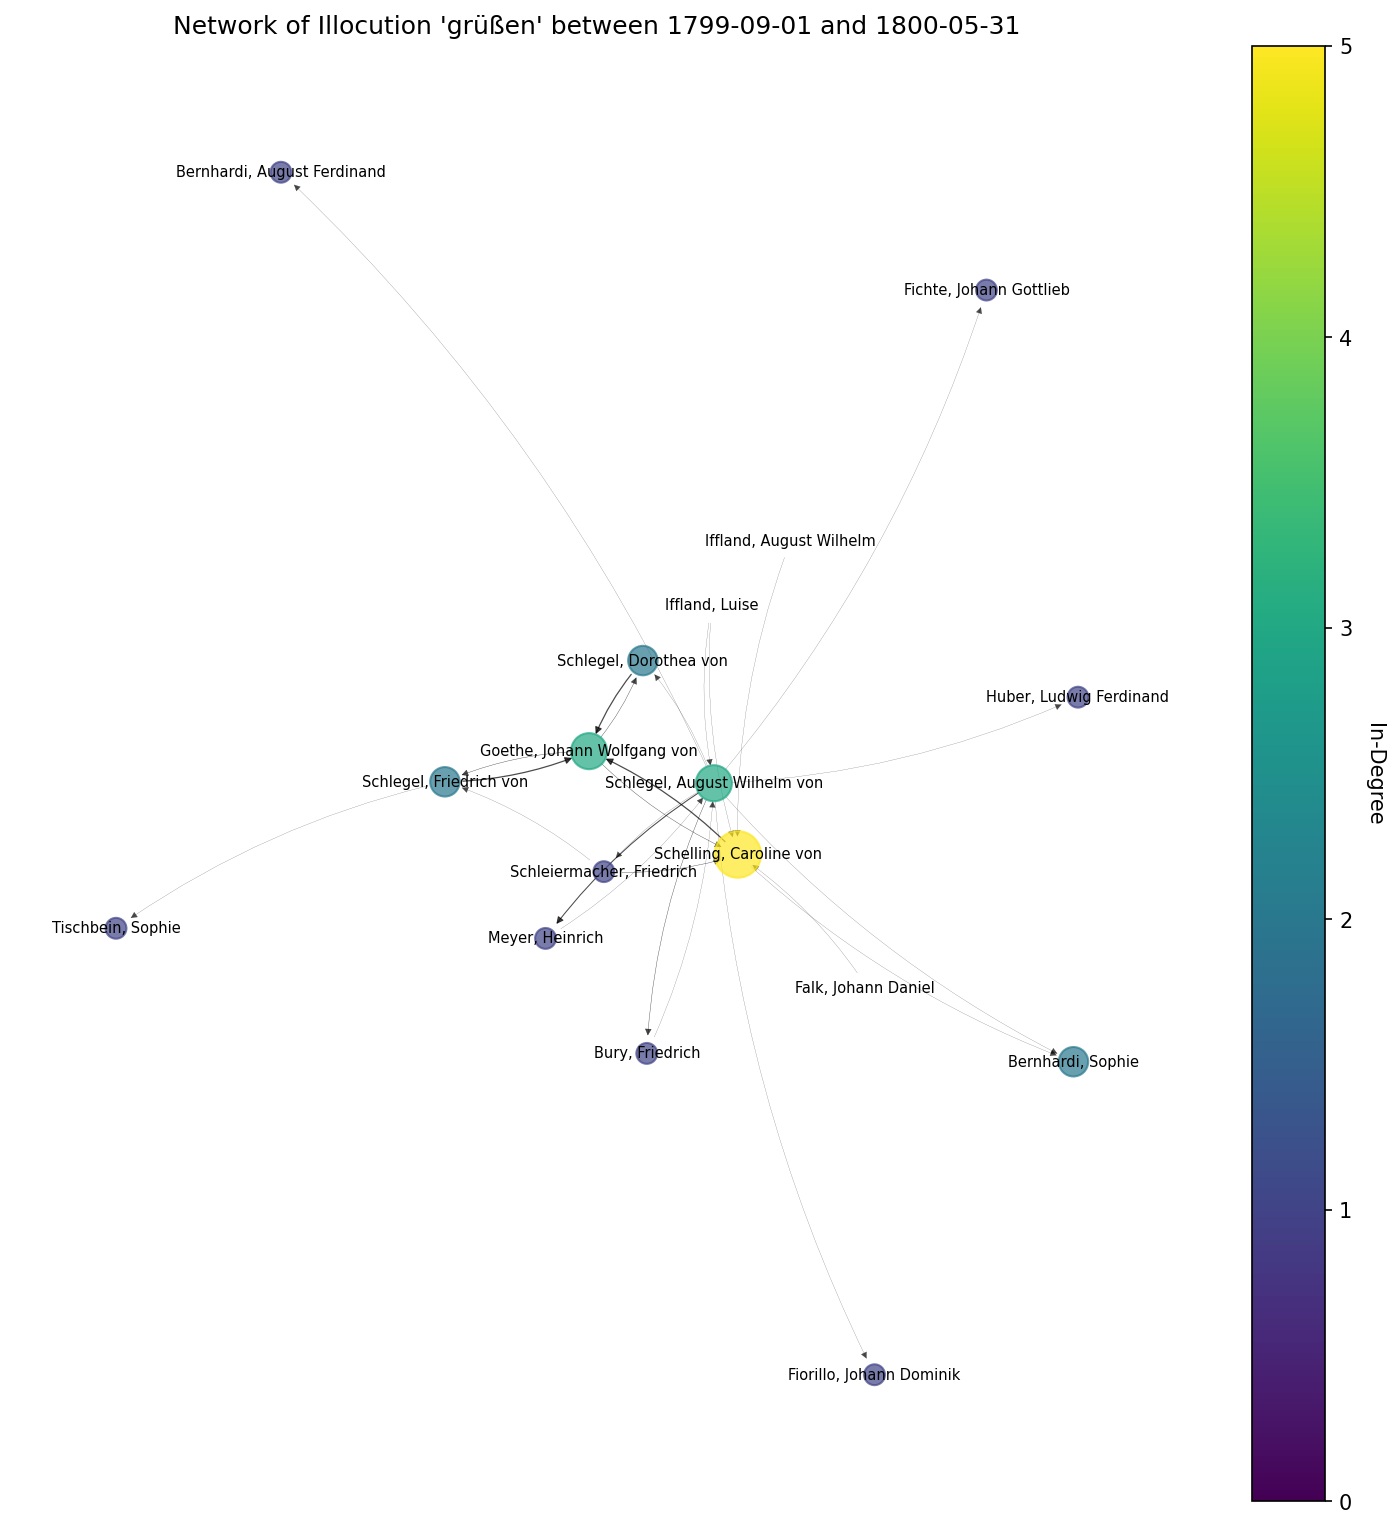 Network of Illocution 'grüßen' between 1799-09-01 and 1800-05-31
5
Bernhardi, August Ferdinand
Fichte, Johann Gottlieb
4
Iffland, August Wilhelm
Iffland, Luise
3
Schlegel, Dorothea von
Huber, Ludwig Ferdinand
Goethe, Johann Wolfgang von
In-Degree
Schlegel, Friedrich von
Schlegel, August Wilhelm von
Schelling, Caroline von
Schleiermacher, Friedrich
2
Tischbein, Sophie
Meyer, Heinrich
Falk, Johann Daniel
Bury, Friedrich
Bernhardi, Sophie
1
Fiorillo, Johann Dominik
0